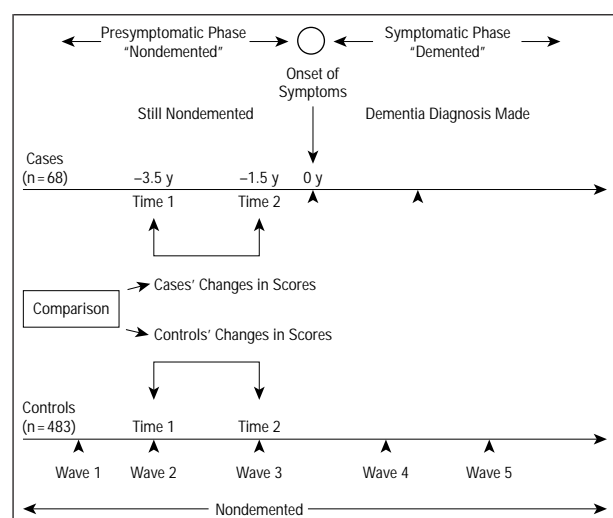 Presymptomatic Phase
"Nondemented"
Symptomatic Phase
"Demented"
Onset of
Symptoms
Still Nondemented
Dementia Diagnosis Made
Cases
(n = 68)
–3.5 y
–1.5 y
0 y
Time 1
Time 2
Comparison
Cases' Changes in Scores
Controls' Changes in Scores
Controls
(n = 483)
Time 1
Time 2
Wave 1
Wave 2
Wave 3
Wave 4
Wave 5
Nondemented